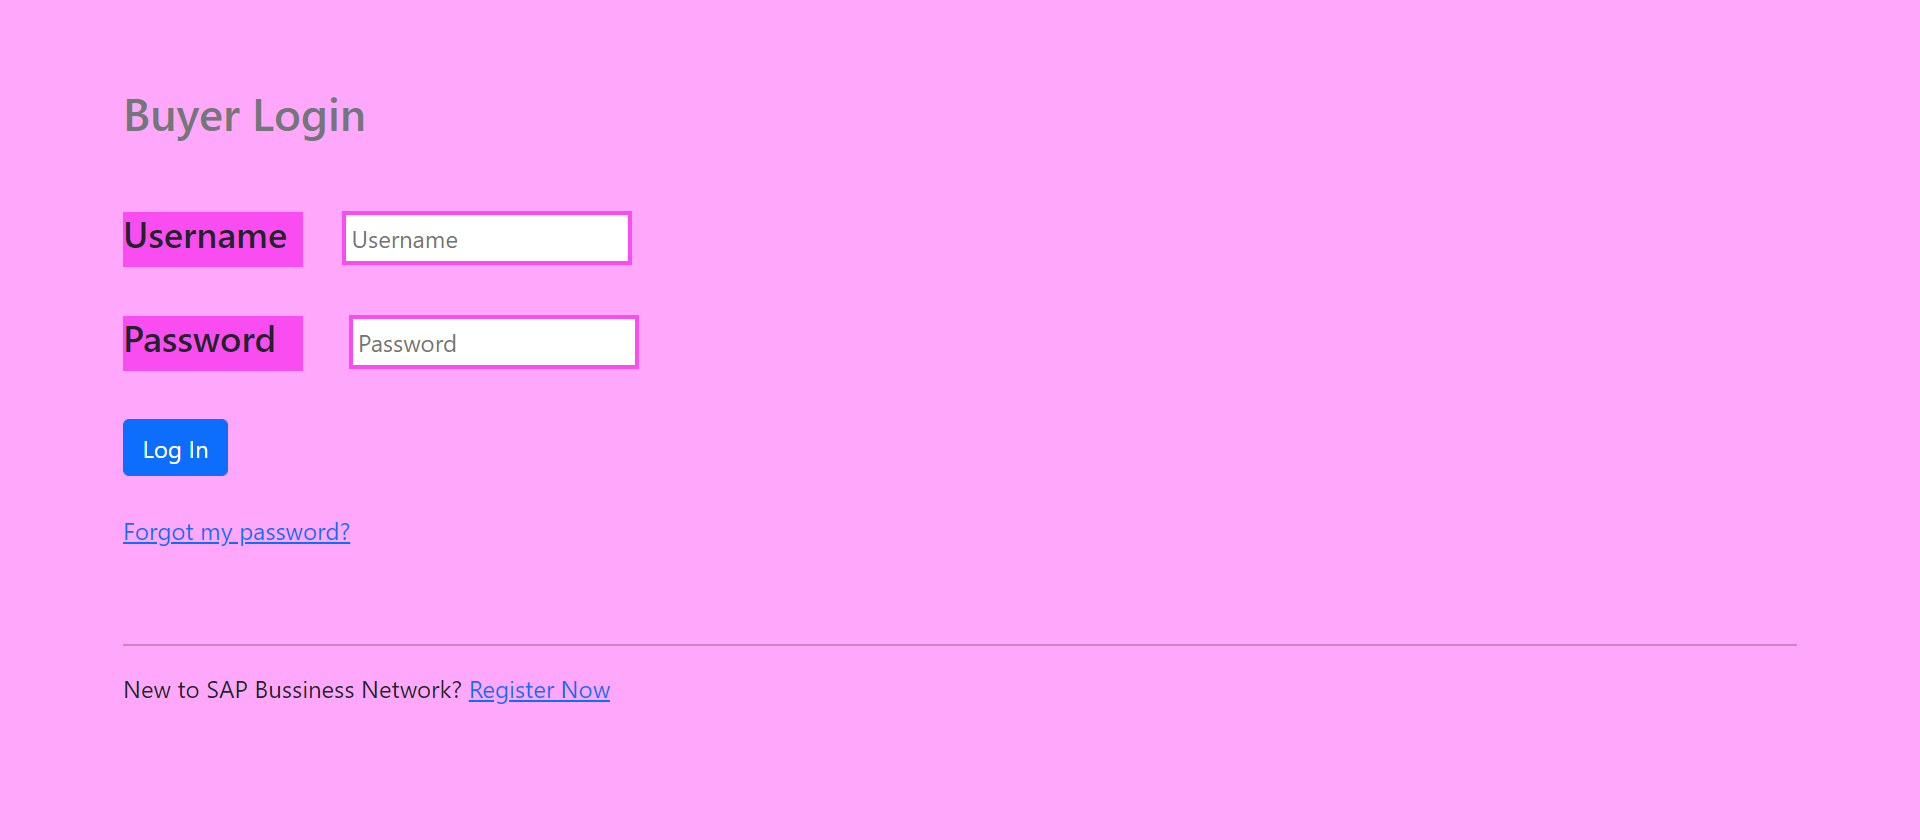 Buyer Login
Username Username
Password Password
Log In
Forgot my password?
New to SAP Bussiness Network? Register Now